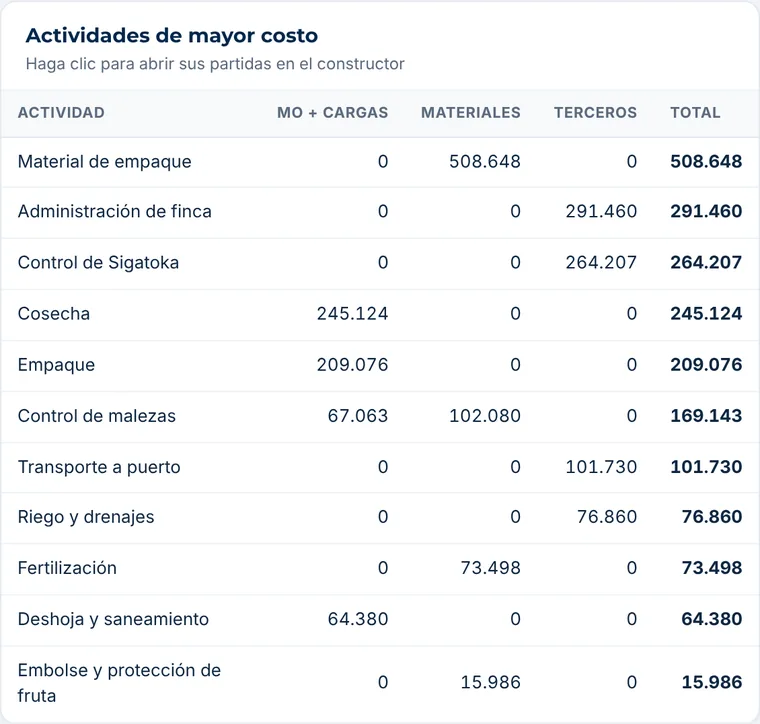 Actividades de mayor costo
Haga clic para abrir sus partidas en el constructor
ACTIVIDAD MO + CARGAS MATERIALES TERCEROS TOTAL
Material de empaque 0 508.648 0 508.648
Administración de finca 0 0 291.460 291.460
Control de Sigatoka 0 0 264.207 264.207
Cosecha 245.124 0 0 245.124
Empaque 209.076 0 0 209.076
Control de malezas 67.063 102.080 0 169.143
Transporte a puerto 0 0 101.730 101.730
Riego y drenajes 0 0 76.860 76.860
Fertilización 0 73.498 0 73.498
Deshoja y saneamiento 64.380 0 0 64.380
Embolse y protección de
fruta 0 15.986 0 15.986